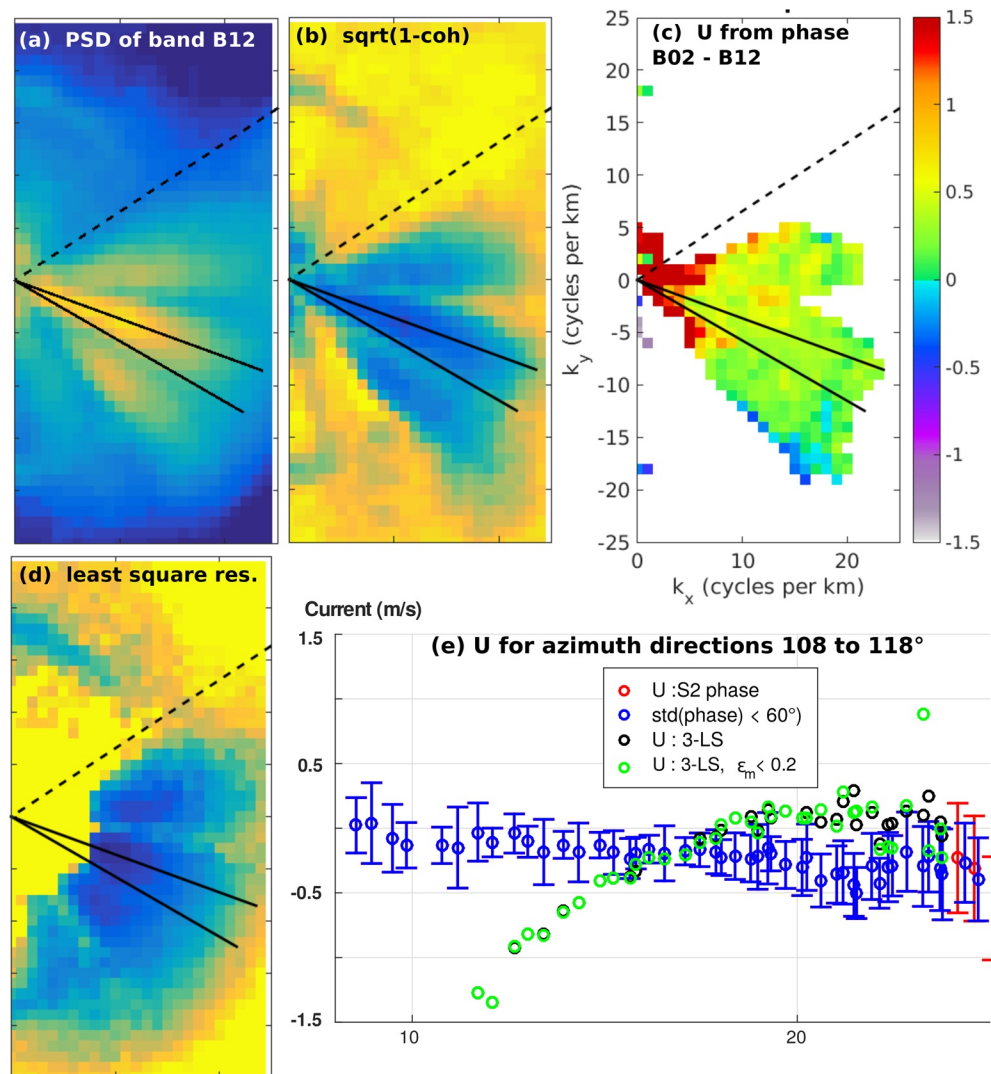 (a) PSD of band B12
(b) sqrt(1-coh)
(c) U from phase
B02 - B12
25
20
15
10
5
0
-5
-10
-15
-20
-25
k_y (cycles per km)
0
10
20
k_x (cycles per km)
1.5
1
0.5
0
-0.5
-1
-1.5
(d) least square res.
Current (m/s)
(e) U for azimuth directions 108 to 118°
1.5
0.5
-0.5
-1.5
10
20
U :S2 phase
std(phase) < 60°)
U : 3-LS
U : 3-LS, ε_m< 0.2